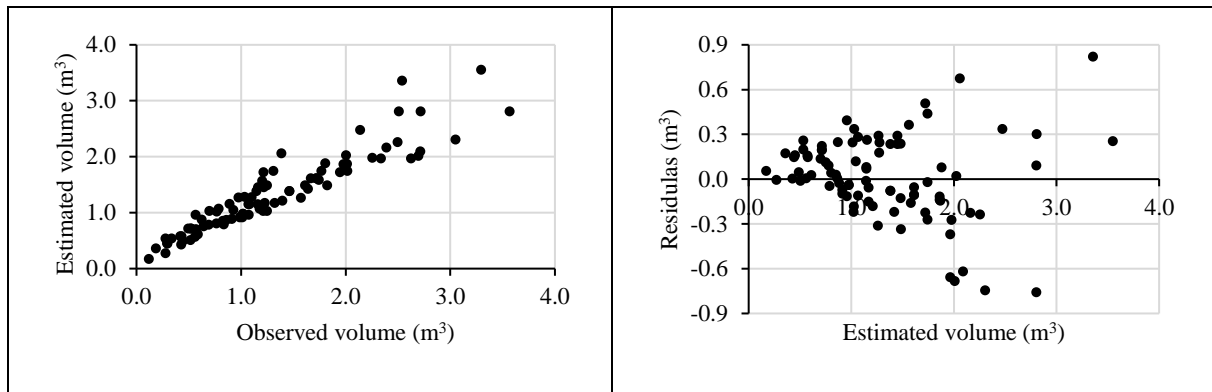 4.0
3.0
2.0
1.0
0.0
Estimated volume (m³)
0.0 1.0 2.0 3.0 4.0
Observed volume (m³)
0.9
0.6
0.3
0.0
-0.3
-0.6
-0.9
Residulas (m³)
0.0 1.0 2.0 3.0 4.0
Estimated volume (m³)